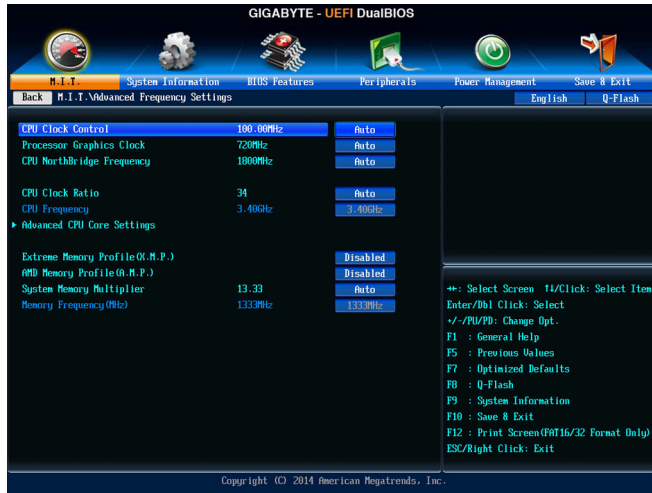 GIGABYTE - UEFI DualBIOS
M.I.T. System Information BIOS Features Peripherals Power Management Save & Exit
Back M.I.T.\Advanced Frequency Settings English Q-Flash
CPU Clock Control 100.00MHz Auto
Processor Graphics Clock 720MHz Auto
CPU NorthBridge Frequency 1800MHz Auto
CPU Clock Ratio 34 Auto
CPU Frequency 3.40GHz 3.40GHz
Advanced CPU Core Settings
Extreme Memory Profile(X.M.P.) Disabled
AMD Memory Profile(A.M.P.) Disabled
System Memory Multiplier 13.33 Auto
Memory Frequency(MHz) 1333MHz 1333MHz
→←: Select Screen ↑↓/Click: Select Item
Enter/Dbl Click: Select
+/-/PU/PD: Change Opt.
F1 : General Help
F5 : Previous Values
F7 : Optimized Defaults
F8 : Q-Flash
F9 : System Information
F10 : Save & Exit
F12 : Print Screen(FAT16/32 Format Only)
ESC/Right Click: Exit
Copyright (C) 2014 American Megatrends, Inc.